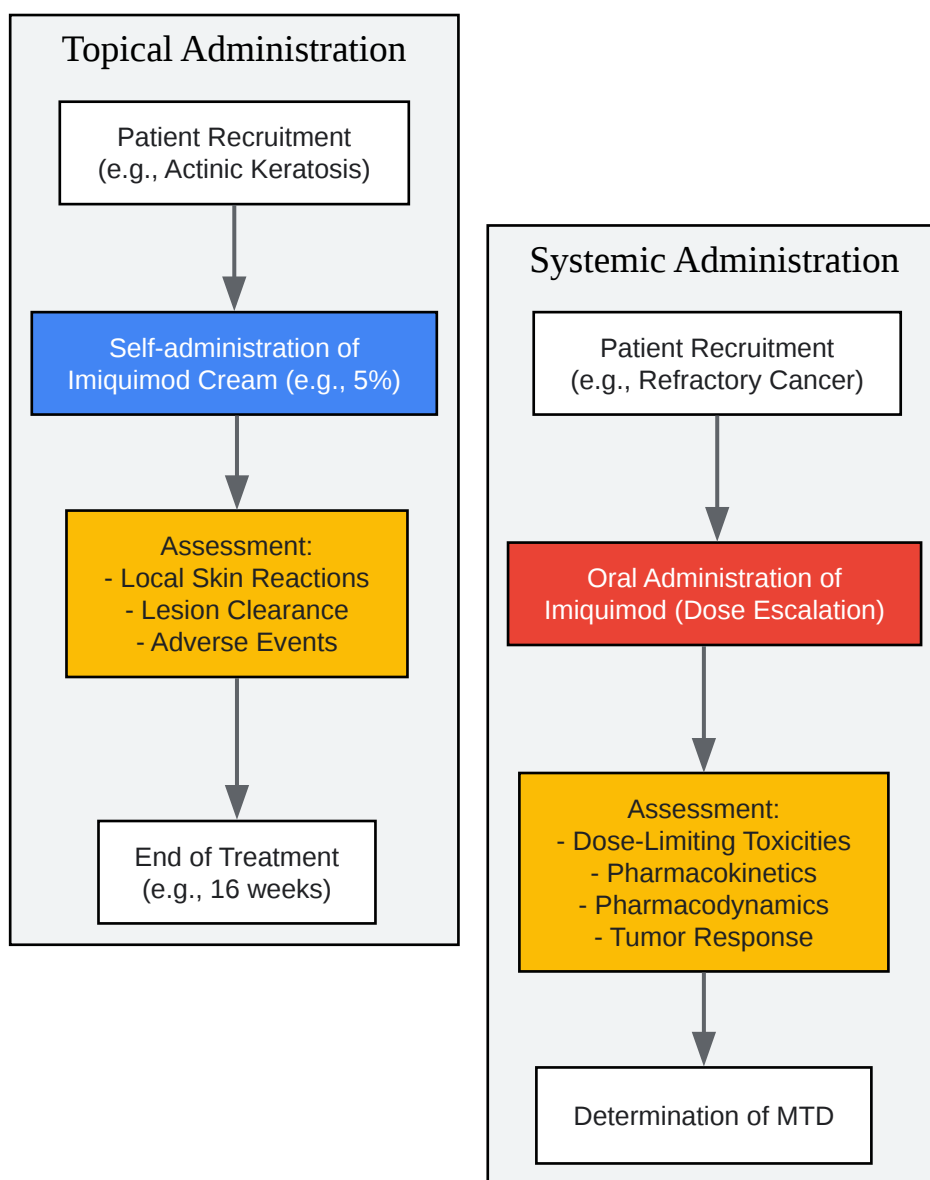 Topical Administration
Patient Recruitment
(e.g., Actinic Keratosis)
Self-administration of
Imiquimod Cream (e.g., 5%)
Assessment:
- Local Skin Reactions
- Lesion Clearance
- Adverse Events
End of Treatment
(e.g., 16 weeks)
Systemic Administration
Patient Recruitment
(e.g., Refractory Cancer)
Oral Administration of
Imiquimod (Dose Escalation)
Assessment:
- Dose-Limiting Toxicities
- Pharmacokinetics
- Pharmacodynamics
- Tumor Response
Determination of MTD